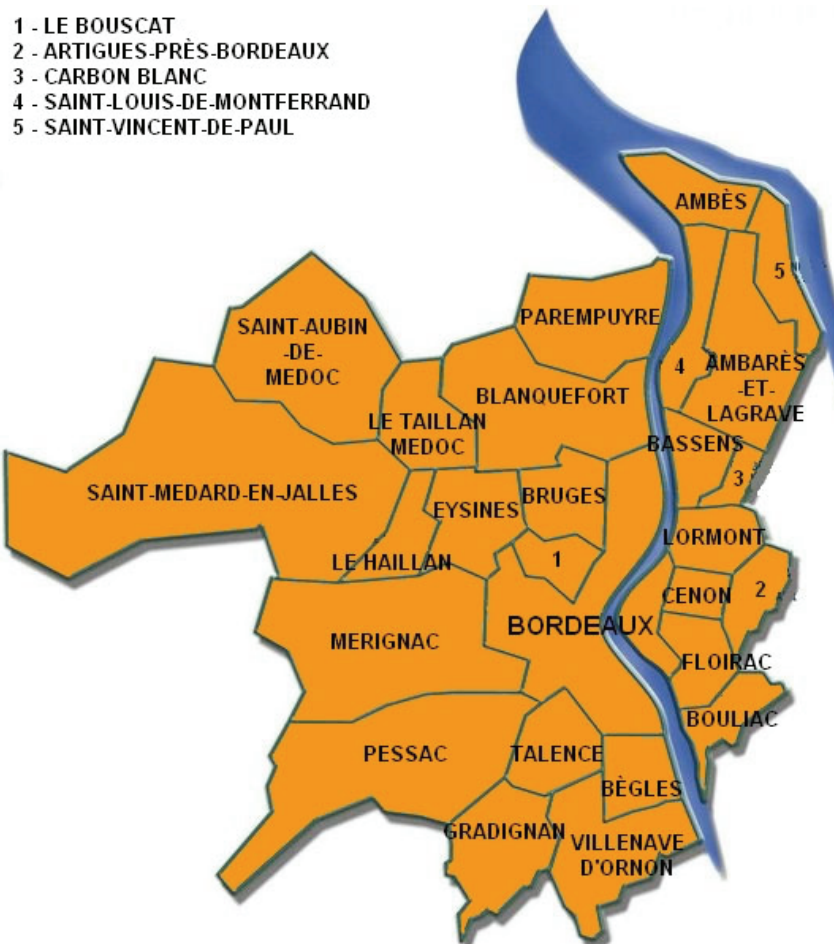 1 - LE BOUSCAT
2 - ARTIGUES-PRÈS-BORDEAUX
3 - CARBON BLANC
4 - SAINT-LOUIS-DE-MONTFERRAND
5 - SAINT-VINCENT-DE-PAUL
AMBÈS
5
PAREMPUYRE
SAINT-AUBIN
-DE-
MEDOC
4
AMBARÈS
-ET-
LAGRAVE
BLANQUEFORT
LE TAILLAN
MEDOC
BASSENS
3
SAINT-MEDARD-EN-JALLES
EYSINES
BRUGES
LORMONT
LE HAILLAN
1
CENON
2
BORDEAUX
MERIGNAC
FLOIRAC
BOULIAC
PESSAC
TALENCE
BÈGLES
GRADIGNAN
VILLENAVE
D'ORNON